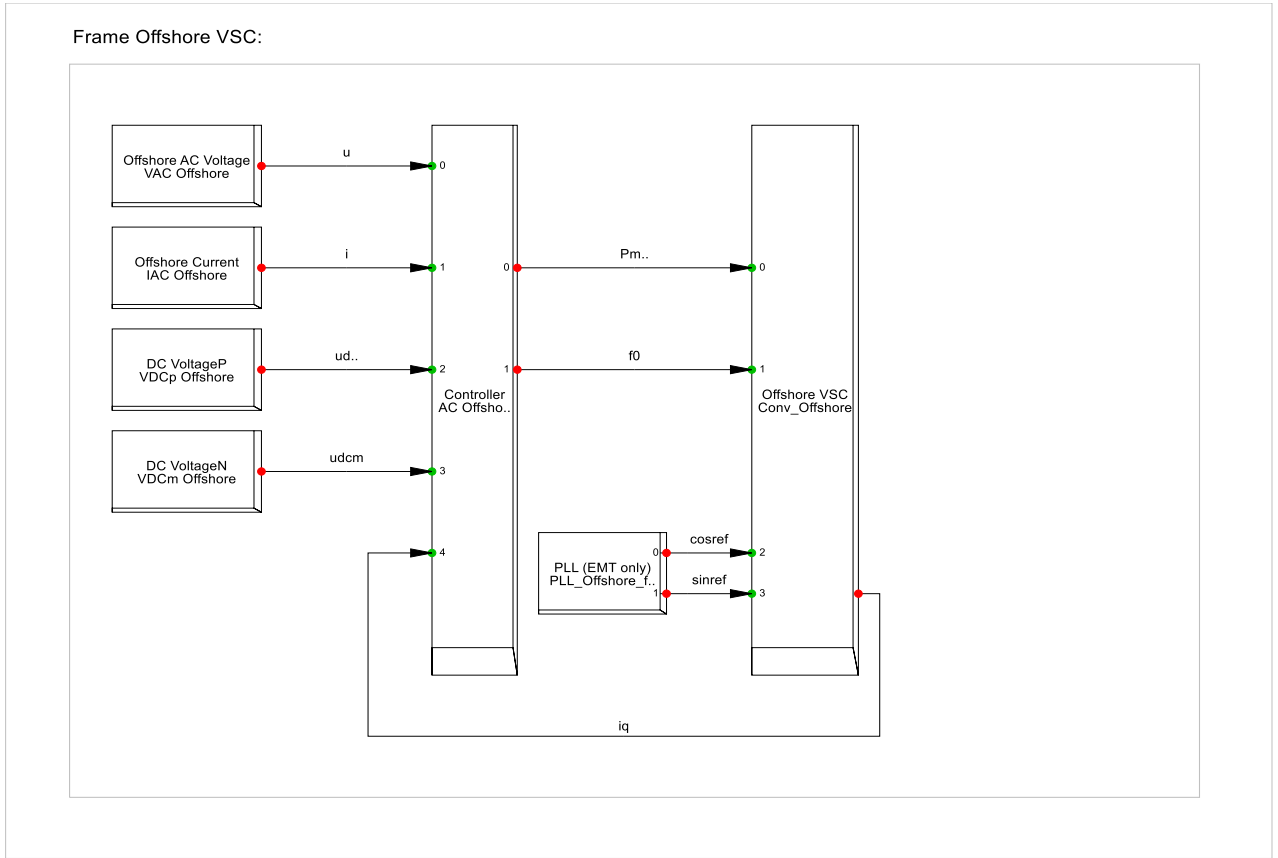 Frame Offshore VSC:
Offshore AC Voltage
VAC Offshore
u
0
Offshore Current
IAC Offshore
i
1
0
Pm..
0
DC VoltageP
VDCp Offshore
ud..
2
1
f0
1
Controller
AC Offsho..
Offshore VSC
Conv_Offshore
DC VoltageN
VDCm Offshore
udcm
3
4
PLL (EMT only)
PLL_Offshore_f..
0
cosref
2
1
sinref
3
iq